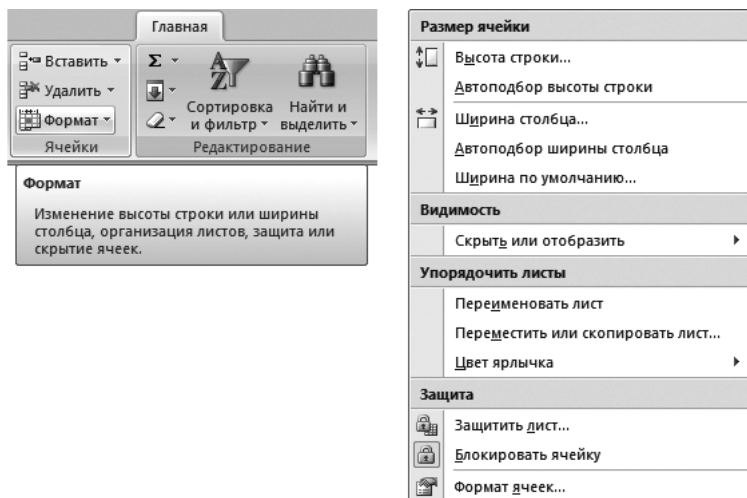 Главная
Вставить
Удалить
Формат
Ячейки
Σ
Сортировка и фильтр
Найти и выделить
Редактирование
Формат
Изменение высоты строки или ширины
столбца, организация листов, защита или
скрытие ячеек.
Размер ячейки
Высота строки...
Автоподбор высоты строки
Ширина столбца...
Автоподбор ширины столбца
Ширина по умолчанию...
Видимость
Скрыть или отобразить
Упорядочить листы
Переименовать лист
Переместить или скопировать лист...
Цвет ярлычка
Защита
Защитить лист...
Блокировать ячейку
Формат ячеек...